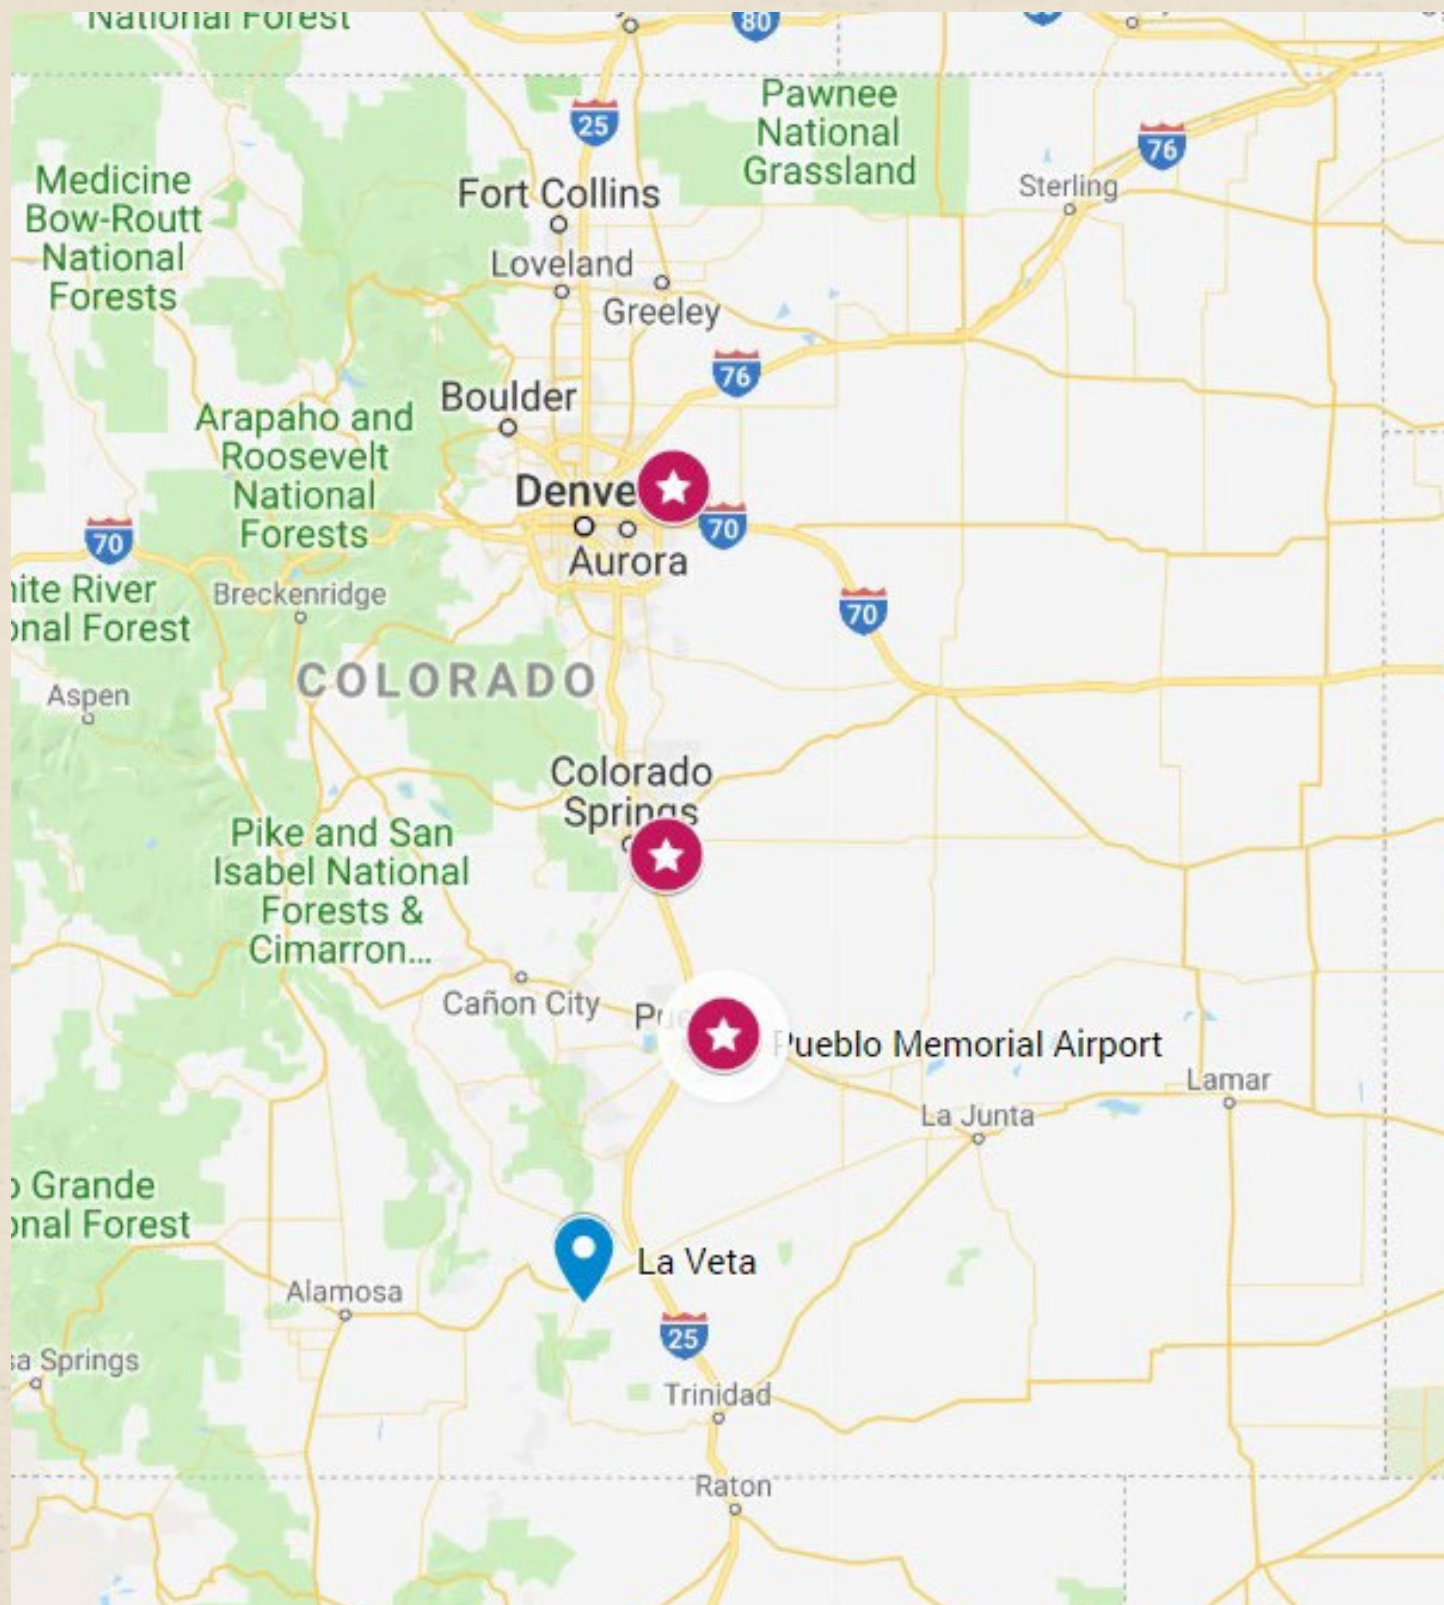 National Forest
80
25
Pawnee
National
Grassland
76
Medicine
Bow-Routt
National
Forests
Fort Collins
Sterling
Loveland
Greeley
76
Boulder
Arapaho and
Roosevelt
National
Forests
Denve
70
70
Aurora
70
Breckenridge
ite River
onal Forest
COLORADO
Aspen
Colorado
Springs
Pike and San
Isabel National
Forests &
Cimarron...
Cañon City
Pueblo Memorial Airport
Lamar
La Junta
Grande
onal Forest
La Veta
Alamosa
25
sa Springs
Trinidad
Raton